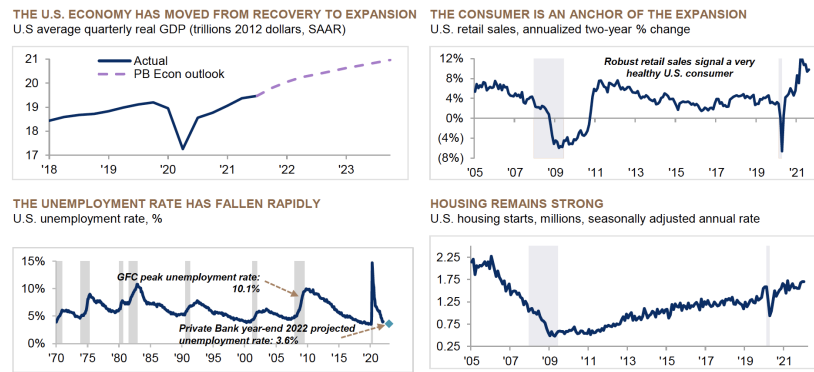 THE U.S. ECONOMY HAS MOVED FROM RECOVERY TO EXPANSION
U.S average quarterly real GDP (trillions 2012 dollars, SAAR)
21
20
19
18
17
Actual
PB Econ outlook
'18 '19 '20 '21 '22 '23
THE CONSUMER IS AN ANCHOR OF THE EXPANSION
U.S. retail sales, annualized two-year % change
12%
8%
4%
0%
(4%)
(8%)
Robust retail sales signal a very
healthy U.S. consumer
'05 '07 '09 '11 '13 '15 '17 '19 '21
THE UNEMPLOYMENT RATE HAS FALLEN RAPIDLY
U.S. unemployment rate, %
15%
10%
5%
0%
GFC peak unemployment rate:
10.1%
Private Bank year-end 2022 projected
unemployment rate: 3.6%
'70 '75 '80 '85 '90 '95 '00 '05 '10 '15 '20
HOUSING REMAINS STRONG
U.S. housing starts, millions, seasonally adjusted annual rate
2.25
1.75
1.25
0.75
0.25
'05 '07 '09 '11 '13 '15 '17 '19 '21